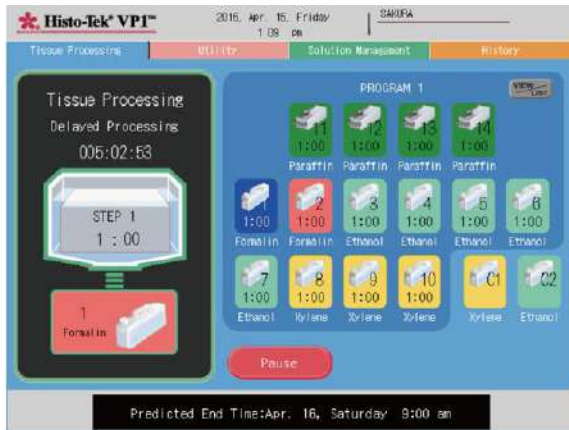 Histo-Tek® VP1™
2016, Apr. 15, Friday
1 09 pm
SAKURA
Tissue Processing
Utility
Solution Management
History
Tissue Processing
Delayed Processing
005:02:53
STEP 1
1 : 00
1
Formalin
PROGRAM 1
VIEW
11 12 13 14
1:00 1:00 1:00 1:00
Paraffin Paraffin Paraffin Paraffin
1 2 3 4 5 6
1:00 1:00 1:00 1:00 1:00 1:00
Formalin Formalin Ethanol Ethanol Ethanol Ethanol
7 8 9 10 C1 C2
1:00 1:00 1:00 1:00
Ethanol Xylene Xylene Xylene Xylene Ethanol
Pause
Predicted End Time:Apr. 16, Saturday 9:00 am